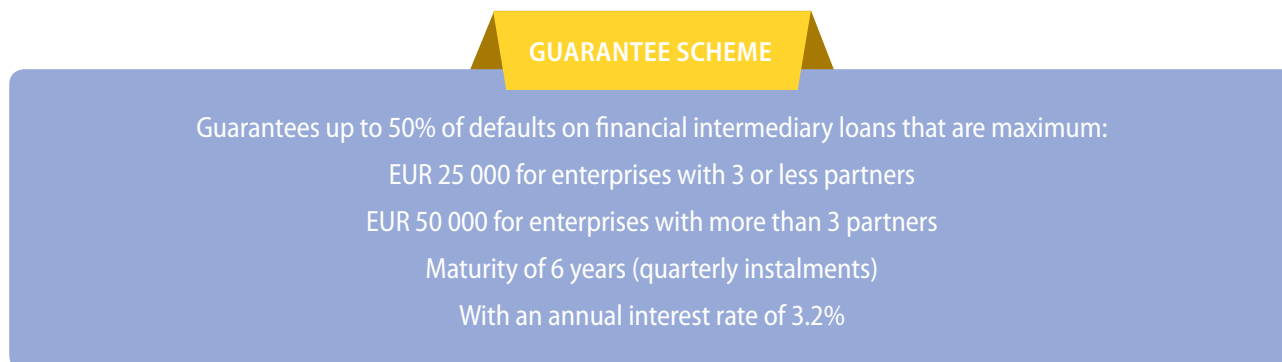 GUARANTEE SCHEME
Guarantees up to 50% of defaults on financial intermediary loans that are maximum:
EUR 25 000 for enterprises with 3 or less partners
EUR 50 000 for enterprises with more than 3 partners
Maturity of 6 years (quarterly instalments)
With an annual interest rate of 3.2%